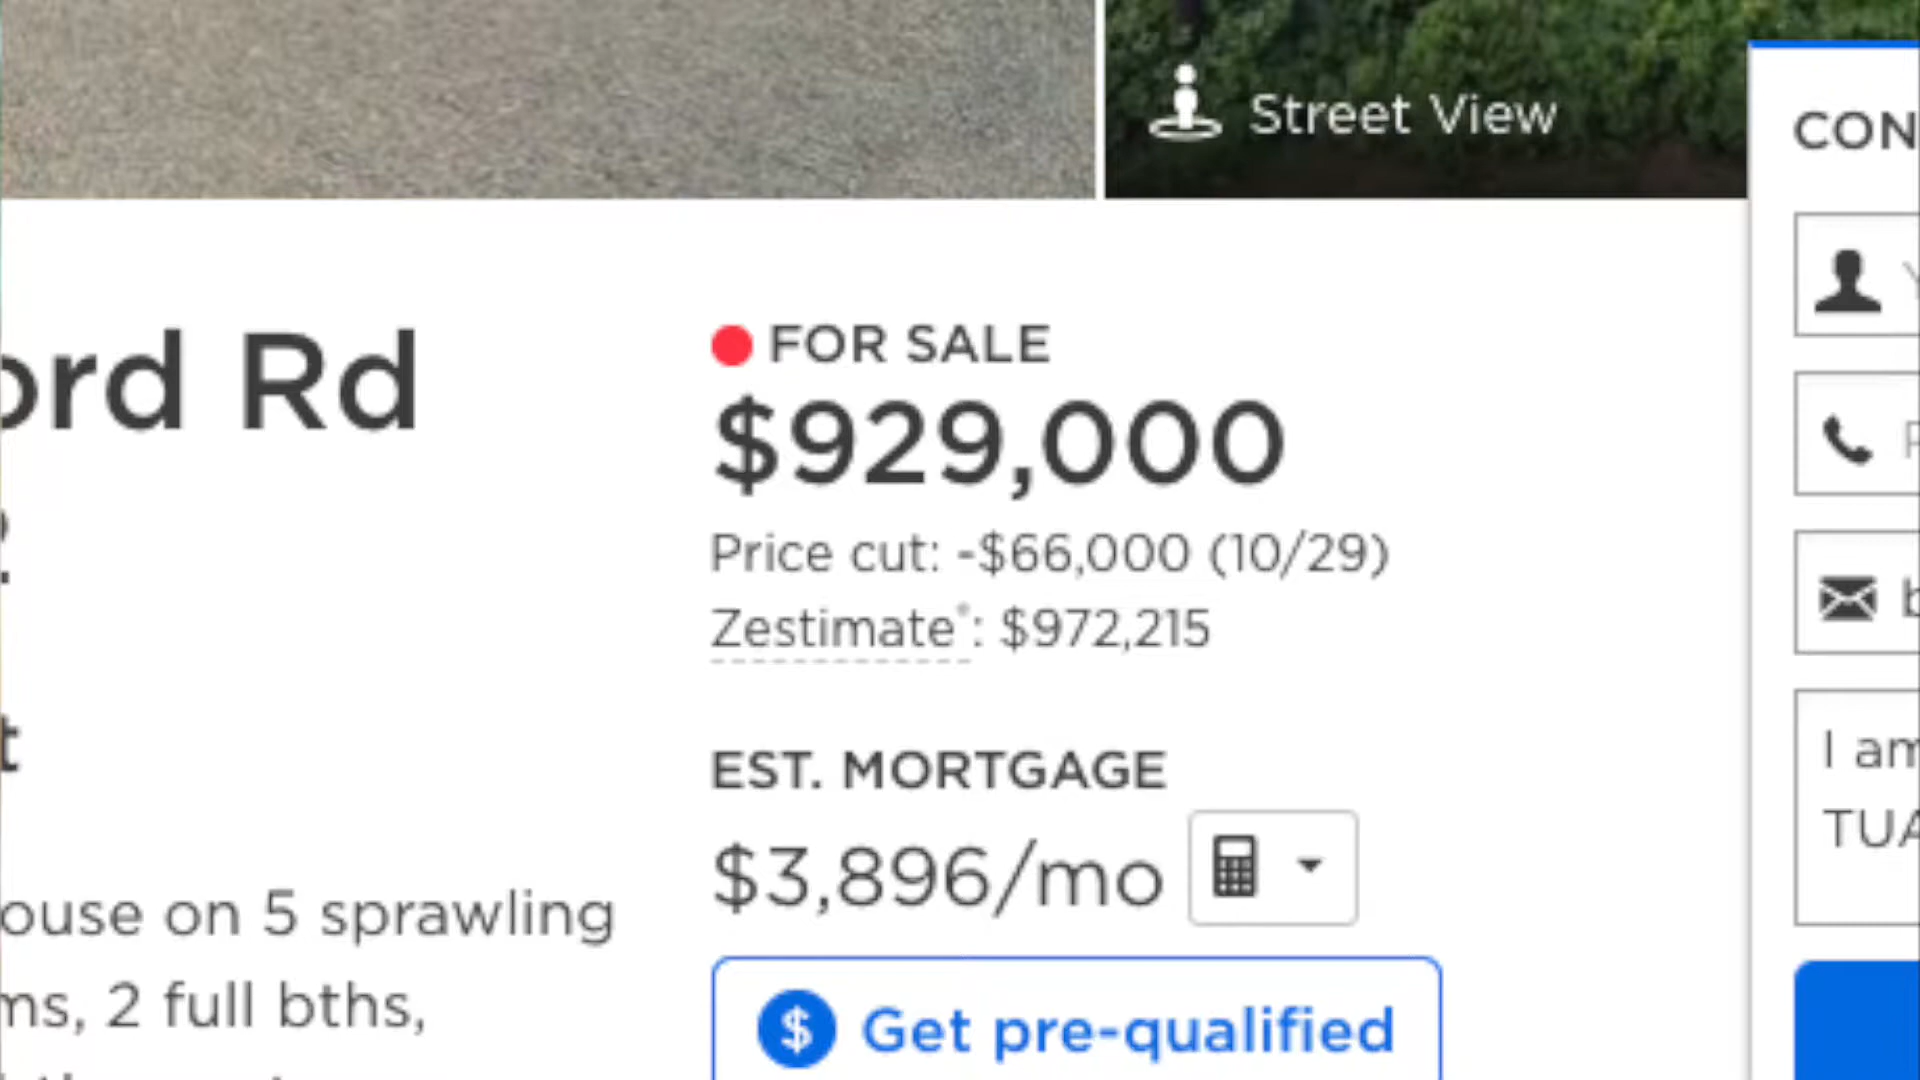 Street View
CON
ord Rd
FOR SALE
$929,000
Price cut: -$66,000 (10/29)
Zestimate®: $972,215
t
EST. MORTGAGE
$3,896/mo
I am
TUA
ouse on 5 sprawling
ms, 2 full bths,
$ Get pre-qualified